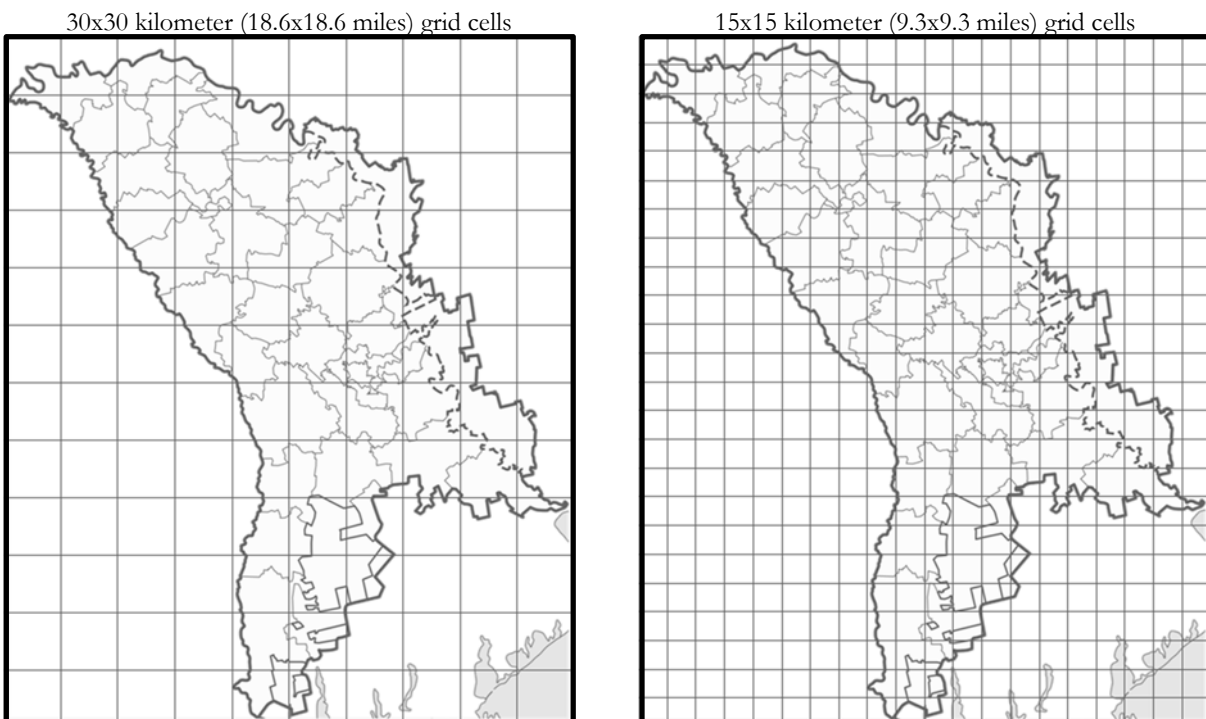 30x30 kilometer (18.6x18.6 miles) grid cells
15x15 kilometer (9.3x9.3 miles) grid cells